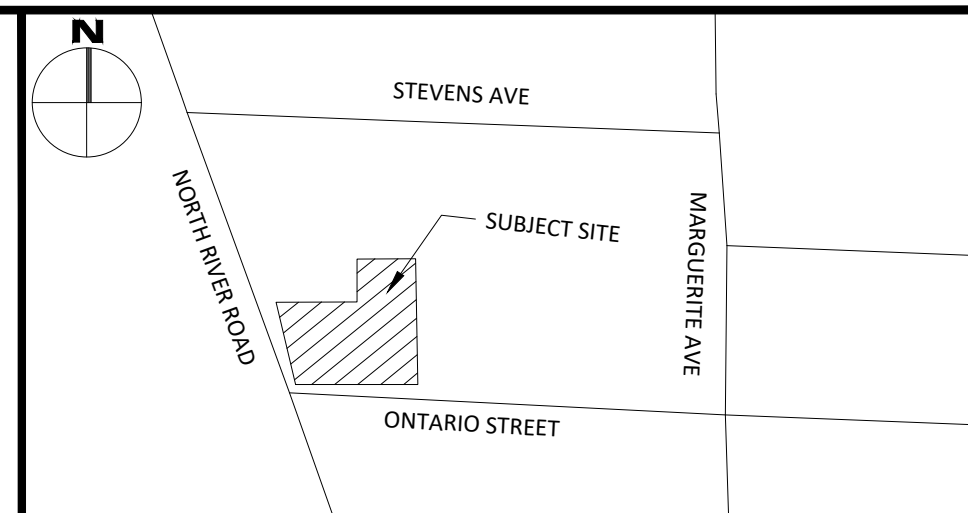 N
STEVENS AVE
NORTH RIVER ROAD
SUBJECT SITE
MARGUERITE AVE
ONTARIO STREET